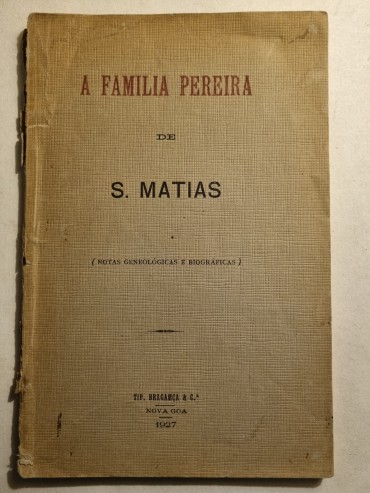 A FAMILIA PEREIRA
DE
S. MATIAS
( NOTAS GENEOLÓGICAS E BIOGRÁFICAS )
TIP. BRAGANÇA & C.ª
NOVA GOA
1927